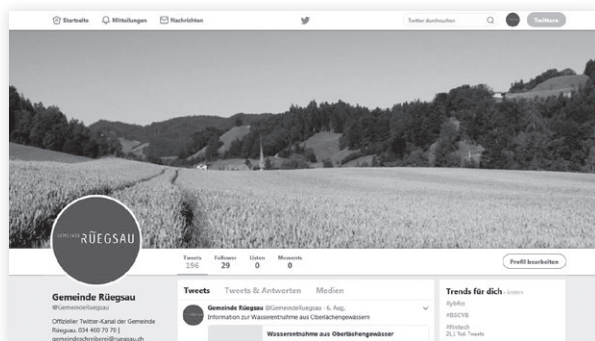 Startseite Mitteilungen Nachrichten Twitter durchsuchen Twittern
GEMEINDE RÜEGSAU
Tweets Follower Listen Moments
196 29 0 0
Profil bearbeiten
Gemeinde Rüegsau
@GemeindeRuegsau
Offizieller Twitter-Kanal der Gemeinde
Rüegsau. 034 460 70 70 |
gemeindeschreiberei@ruegsau.ch
Tweets Tweets & Antworten Medien
Gemeinde Rüegsau @GemeindeRuegsau · 6. Aug.
Information zur Wasserentnahme aus Oberflächengewässern
Wasserentnahme aus Oberflächengewässer
Trends für dich · Ändern
#ybfcz
#BSCYB
#fintech